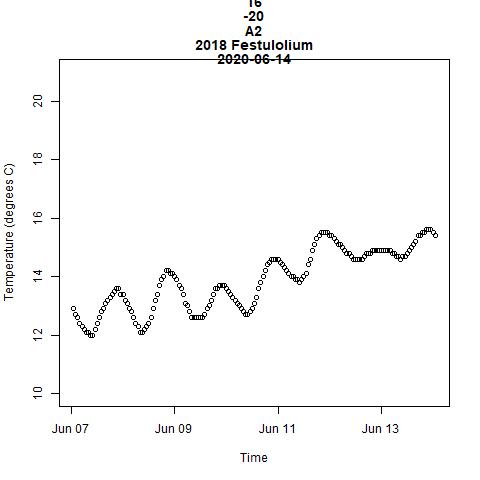 16
-20
A2
2018 Festulolium
2020-06-14
Temperature (degrees C)
20
18
16
14
12
10
Jun 07
Jun 09
Jun 11
Jun 13
Time